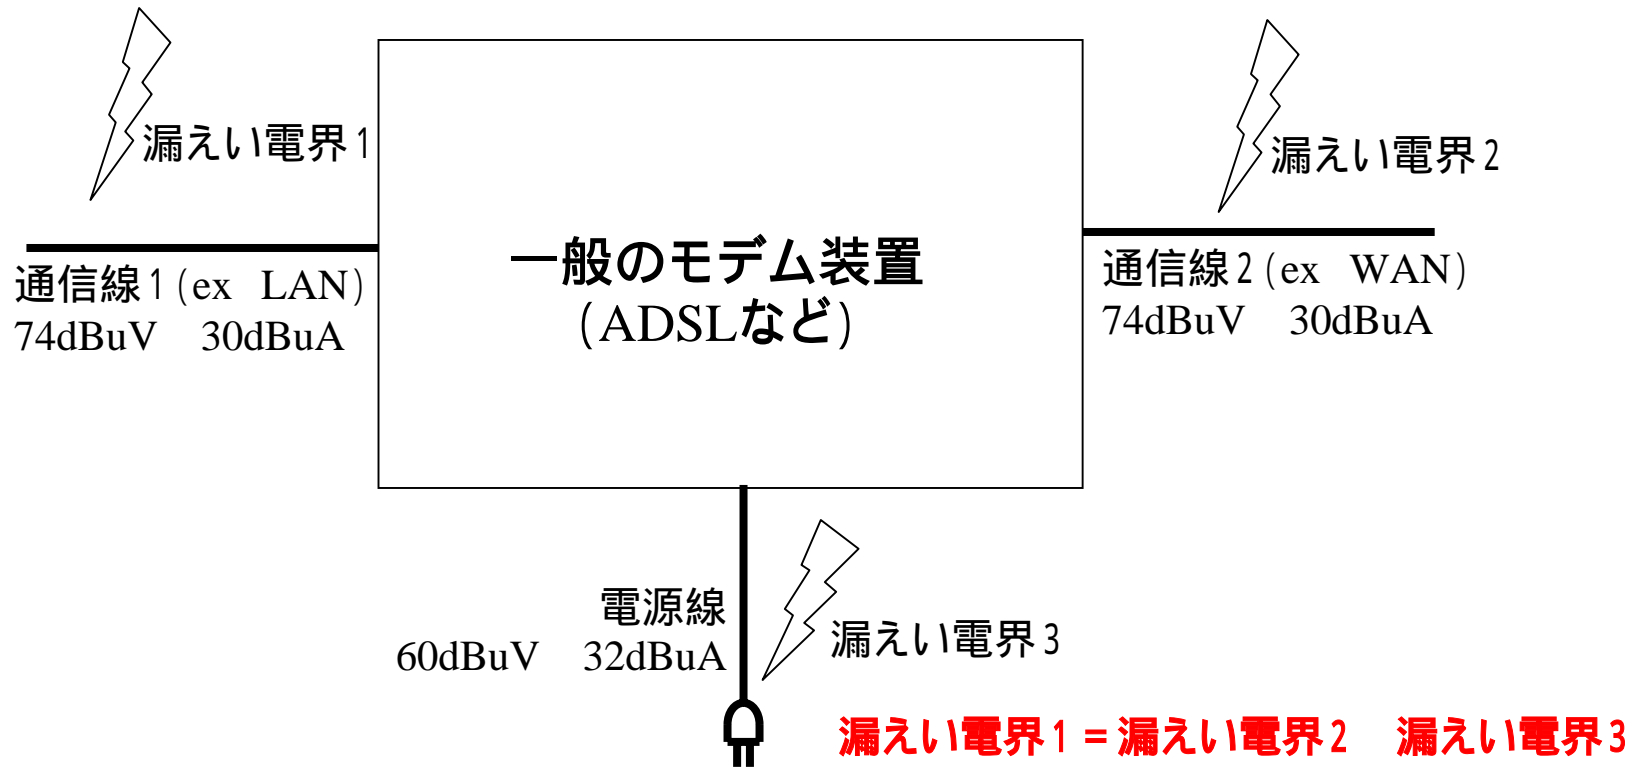 漏えい電界1
漏えい電界2
通信線1(ex LAN)
74dBuV 30dBuA
一般のモデム装置
(ADSLなど)
通信線2(ex WAN)
74dBuV 30dBuA
電源線
60dBuV 32dBuA
漏えい電界3
漏えい電界1=漏えい電界2 漏えい電界3